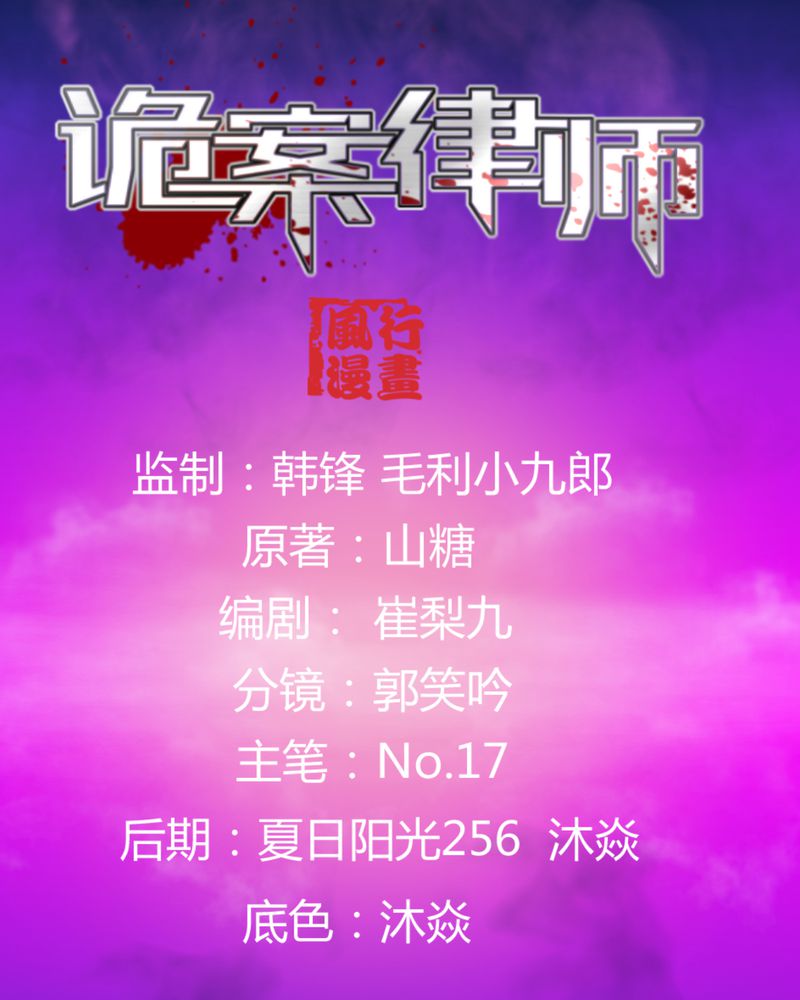 诡案律师
風行
漫畫
监制：韩锋 毛利小九郎
原著：山糖
编剧： 崔梨九
分镜：郭笑吟
主笔：No.17
后期：夏日阳光256 沐焱
底色：沐焱